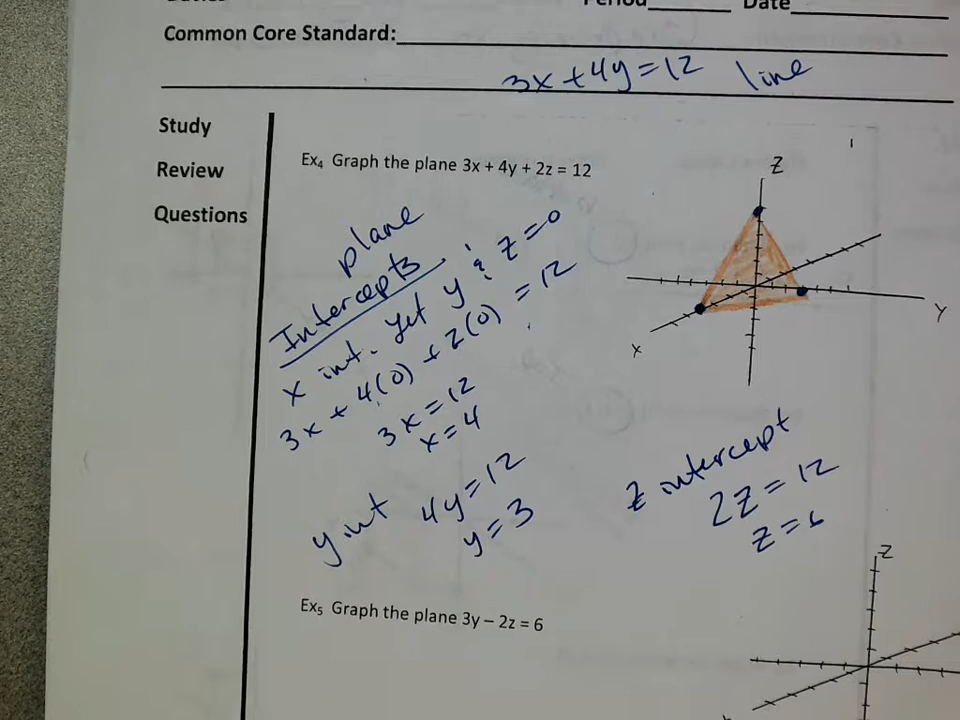 Period______ Date
Common Core Standard:
3x + 4y = 12 line
Study
Review
Questions
Ex4 Graph the plane 3x + 4y + 2z = 12
plane
Intercepts
x int. Let y & z = 0
3x + 4(0) + 2(0) = 12
3x = 12
x = 4
y int 4y = 12
y = 3
z
y
x
z intercept
2z = 12
z = 6
Ex5 Graph the plane 3y – 2z = 6
z